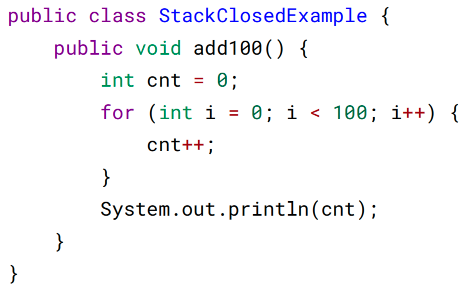 public class StackClosedExample {
    public void add100() {
        int cnt = 0;
        for (int i = 0; i < 100; i++) {
            cnt++;
        }
        System.out.println(cnt);
    }
}